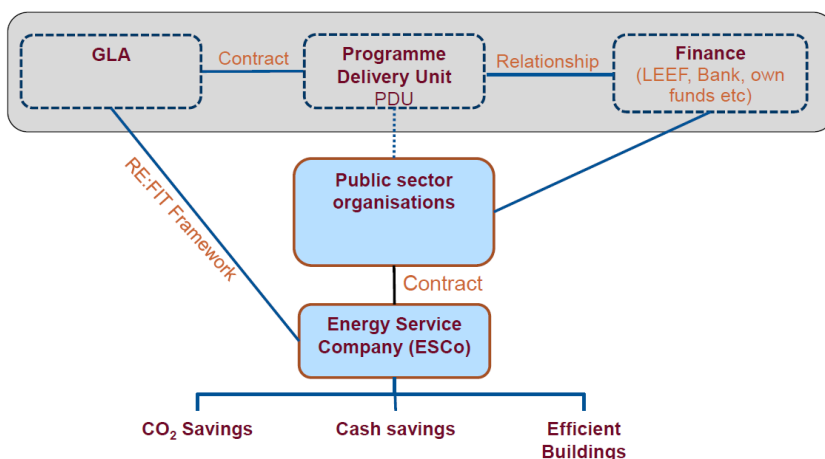 GLA
Contract
Programme
Delivery Unit
PDU
Relationship
Finance
(LEEF, Bank, own
funds etc)
RE:FIT Framework
Public sector
organisations
Contract
Energy Service
Company (ESCo)
CO₂ Savings
Cash savings
Efficient
Buildings